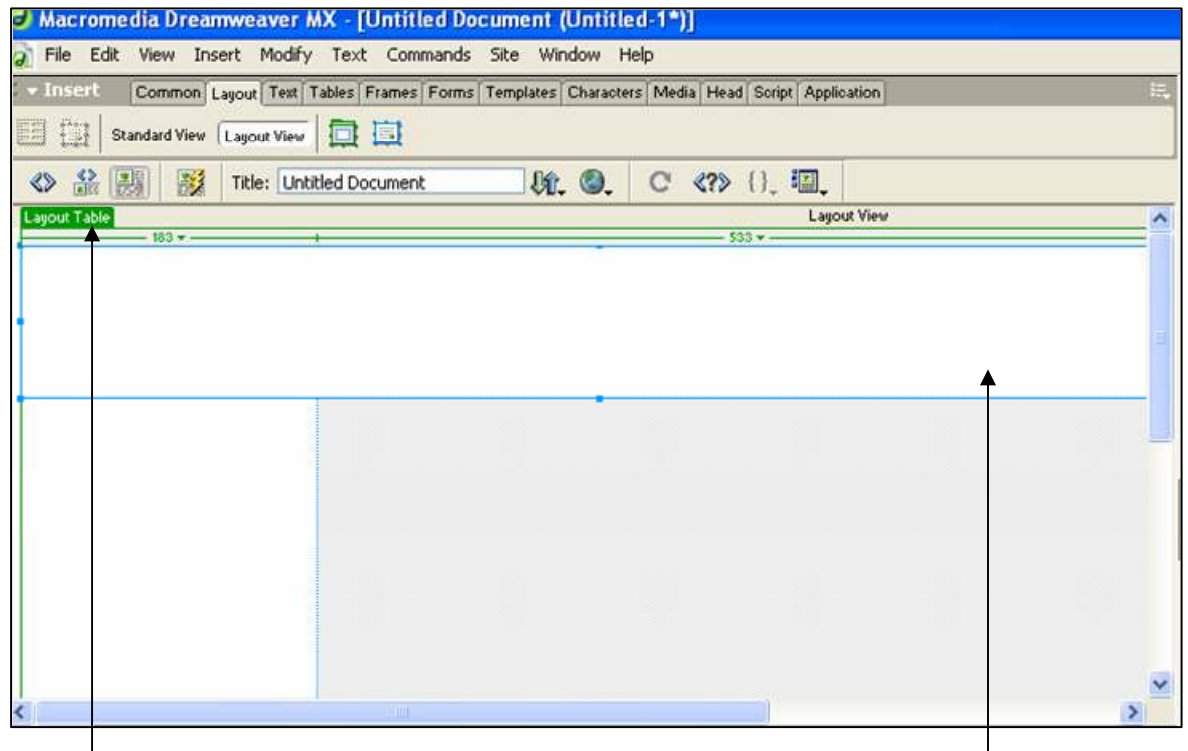 Macromedia Dreamweaver MX - [Untitled Document (Untitled-1*)]
File Edit View Insert Modify Text Commands Site Window Help
Insert Common Layout Text Tables Frames Forms Templates Characters Media Head Script Application
Standard View Layout View
Title: Untitled Document
Layout Table Layout View
183 533